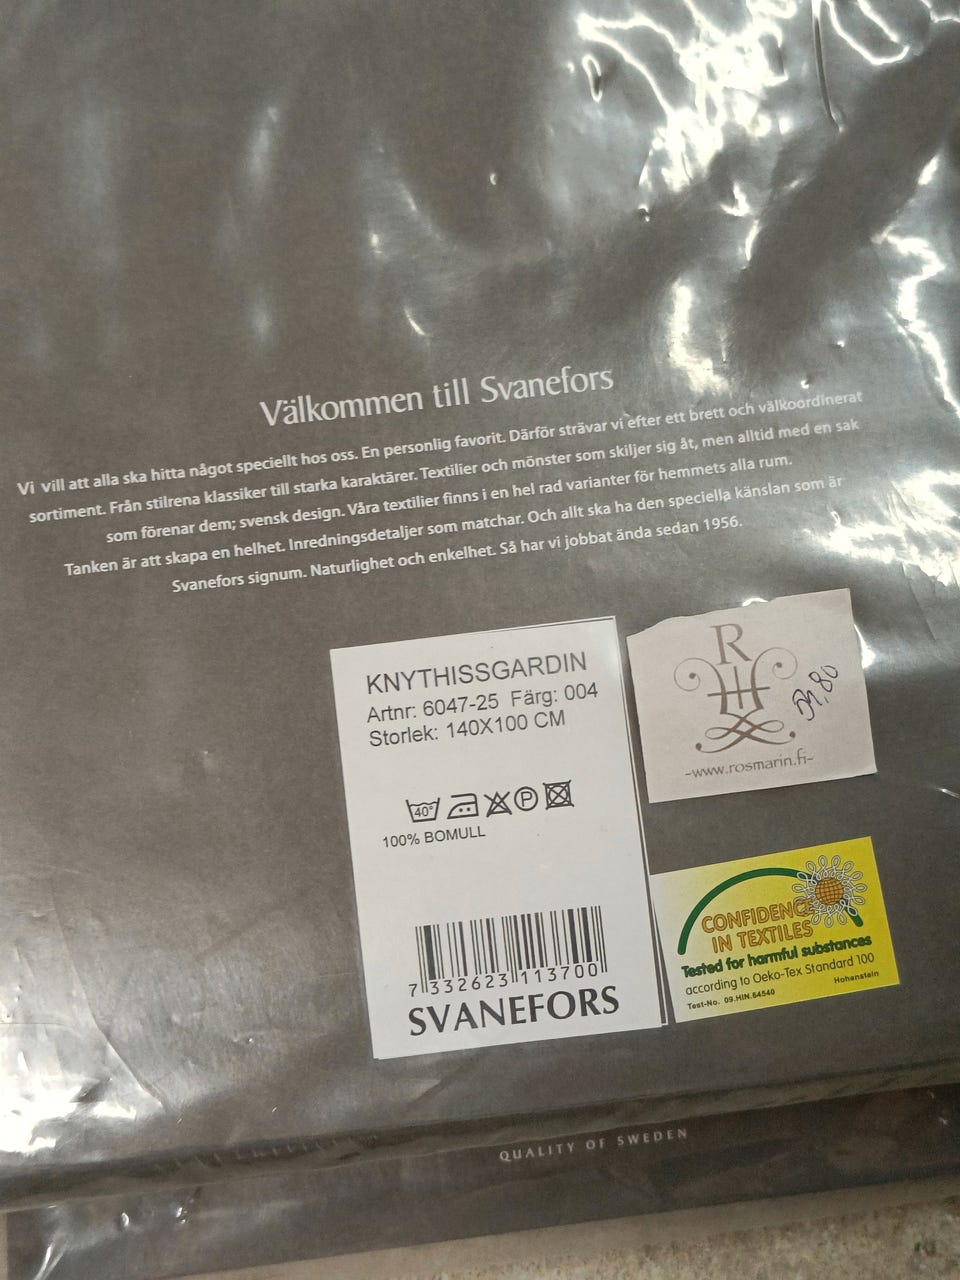 Välkommen till Svanefors
Vi vill att alla ska hitta något speciellt hos oss. En personlig favorit. Därför strävar vi efter ett brett och välkoordinerat
sortiment. Från stilrena klassiker till starka karaktärer. Textilier och mönster som skiljer sig åt, men alltid med en sak
som förenar dem; svensk design. Våra textilier finns i en hel rad varianter för hemmets alla rum.
Tanken är att skapa en helhet. Inredningsdetaljer som matchar. Och allt ska ha den speciella känslan som är
Svanefors signum. Naturlighet och enkelhet. Så har vi jobbat ända sedan 1956.
KNYTHISSGARDIN
Artnr: 6047-25 Färg: 004
Storlek: 140X100 CM
40°
P
100% BOMULL
7 332623 113700
SVANEFORS
R
H
-www.rosmarin.fi-
CONFIDENCE
IN TEXTILES
Tested for harmful substances
according to Oeko-Tex Standard 100
Test-No. 09.HIN.64540 Hohenstein
QUALITY OF SWEDEN